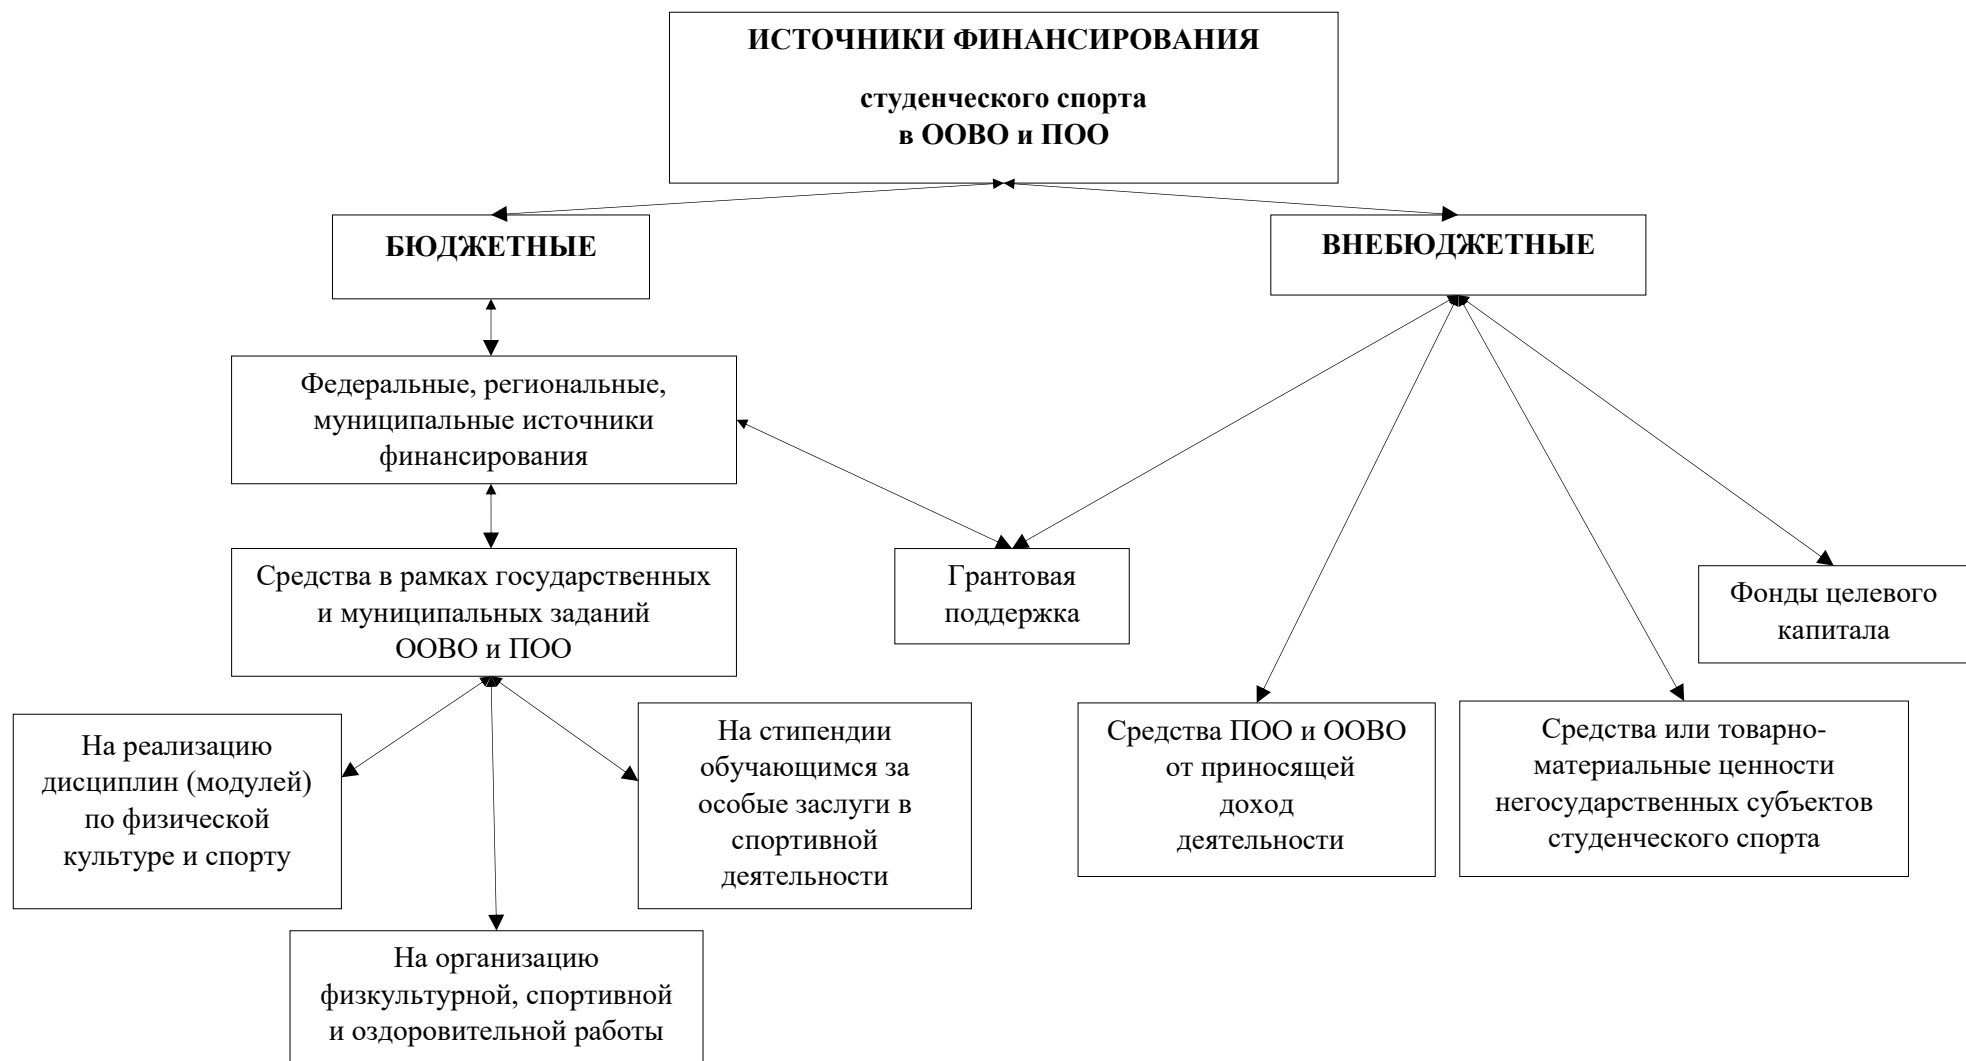 ИСТОЧНИКИ ФИНАНСИРОВАНИЯ
студенческого спорта
в ООВО и ПОО
БЮДЖЕТНЫЕ
ВНЕБЮДЖЕТНЫЕ
Федеральные, региональные,
муниципальные источники
финансирования
Средства в рамках государственных
и муниципальных заданий
ООВО и ПОО
Грантовая
поддержка
Фонды целевого
капитала
На реализацию
дисциплин (модулей)
по физической
культуре и спорту
На стипендии
обучающимся за
особые заслуги в
спортивной
деятельности
Средства ПОО и ООВО
от приносящей
доход
деятельности
Средства или товарно-
материальные ценности
негосударственных субъектов
студенческого спорта
На организацию
физкультурной, спортивной
и оздоровительной работы